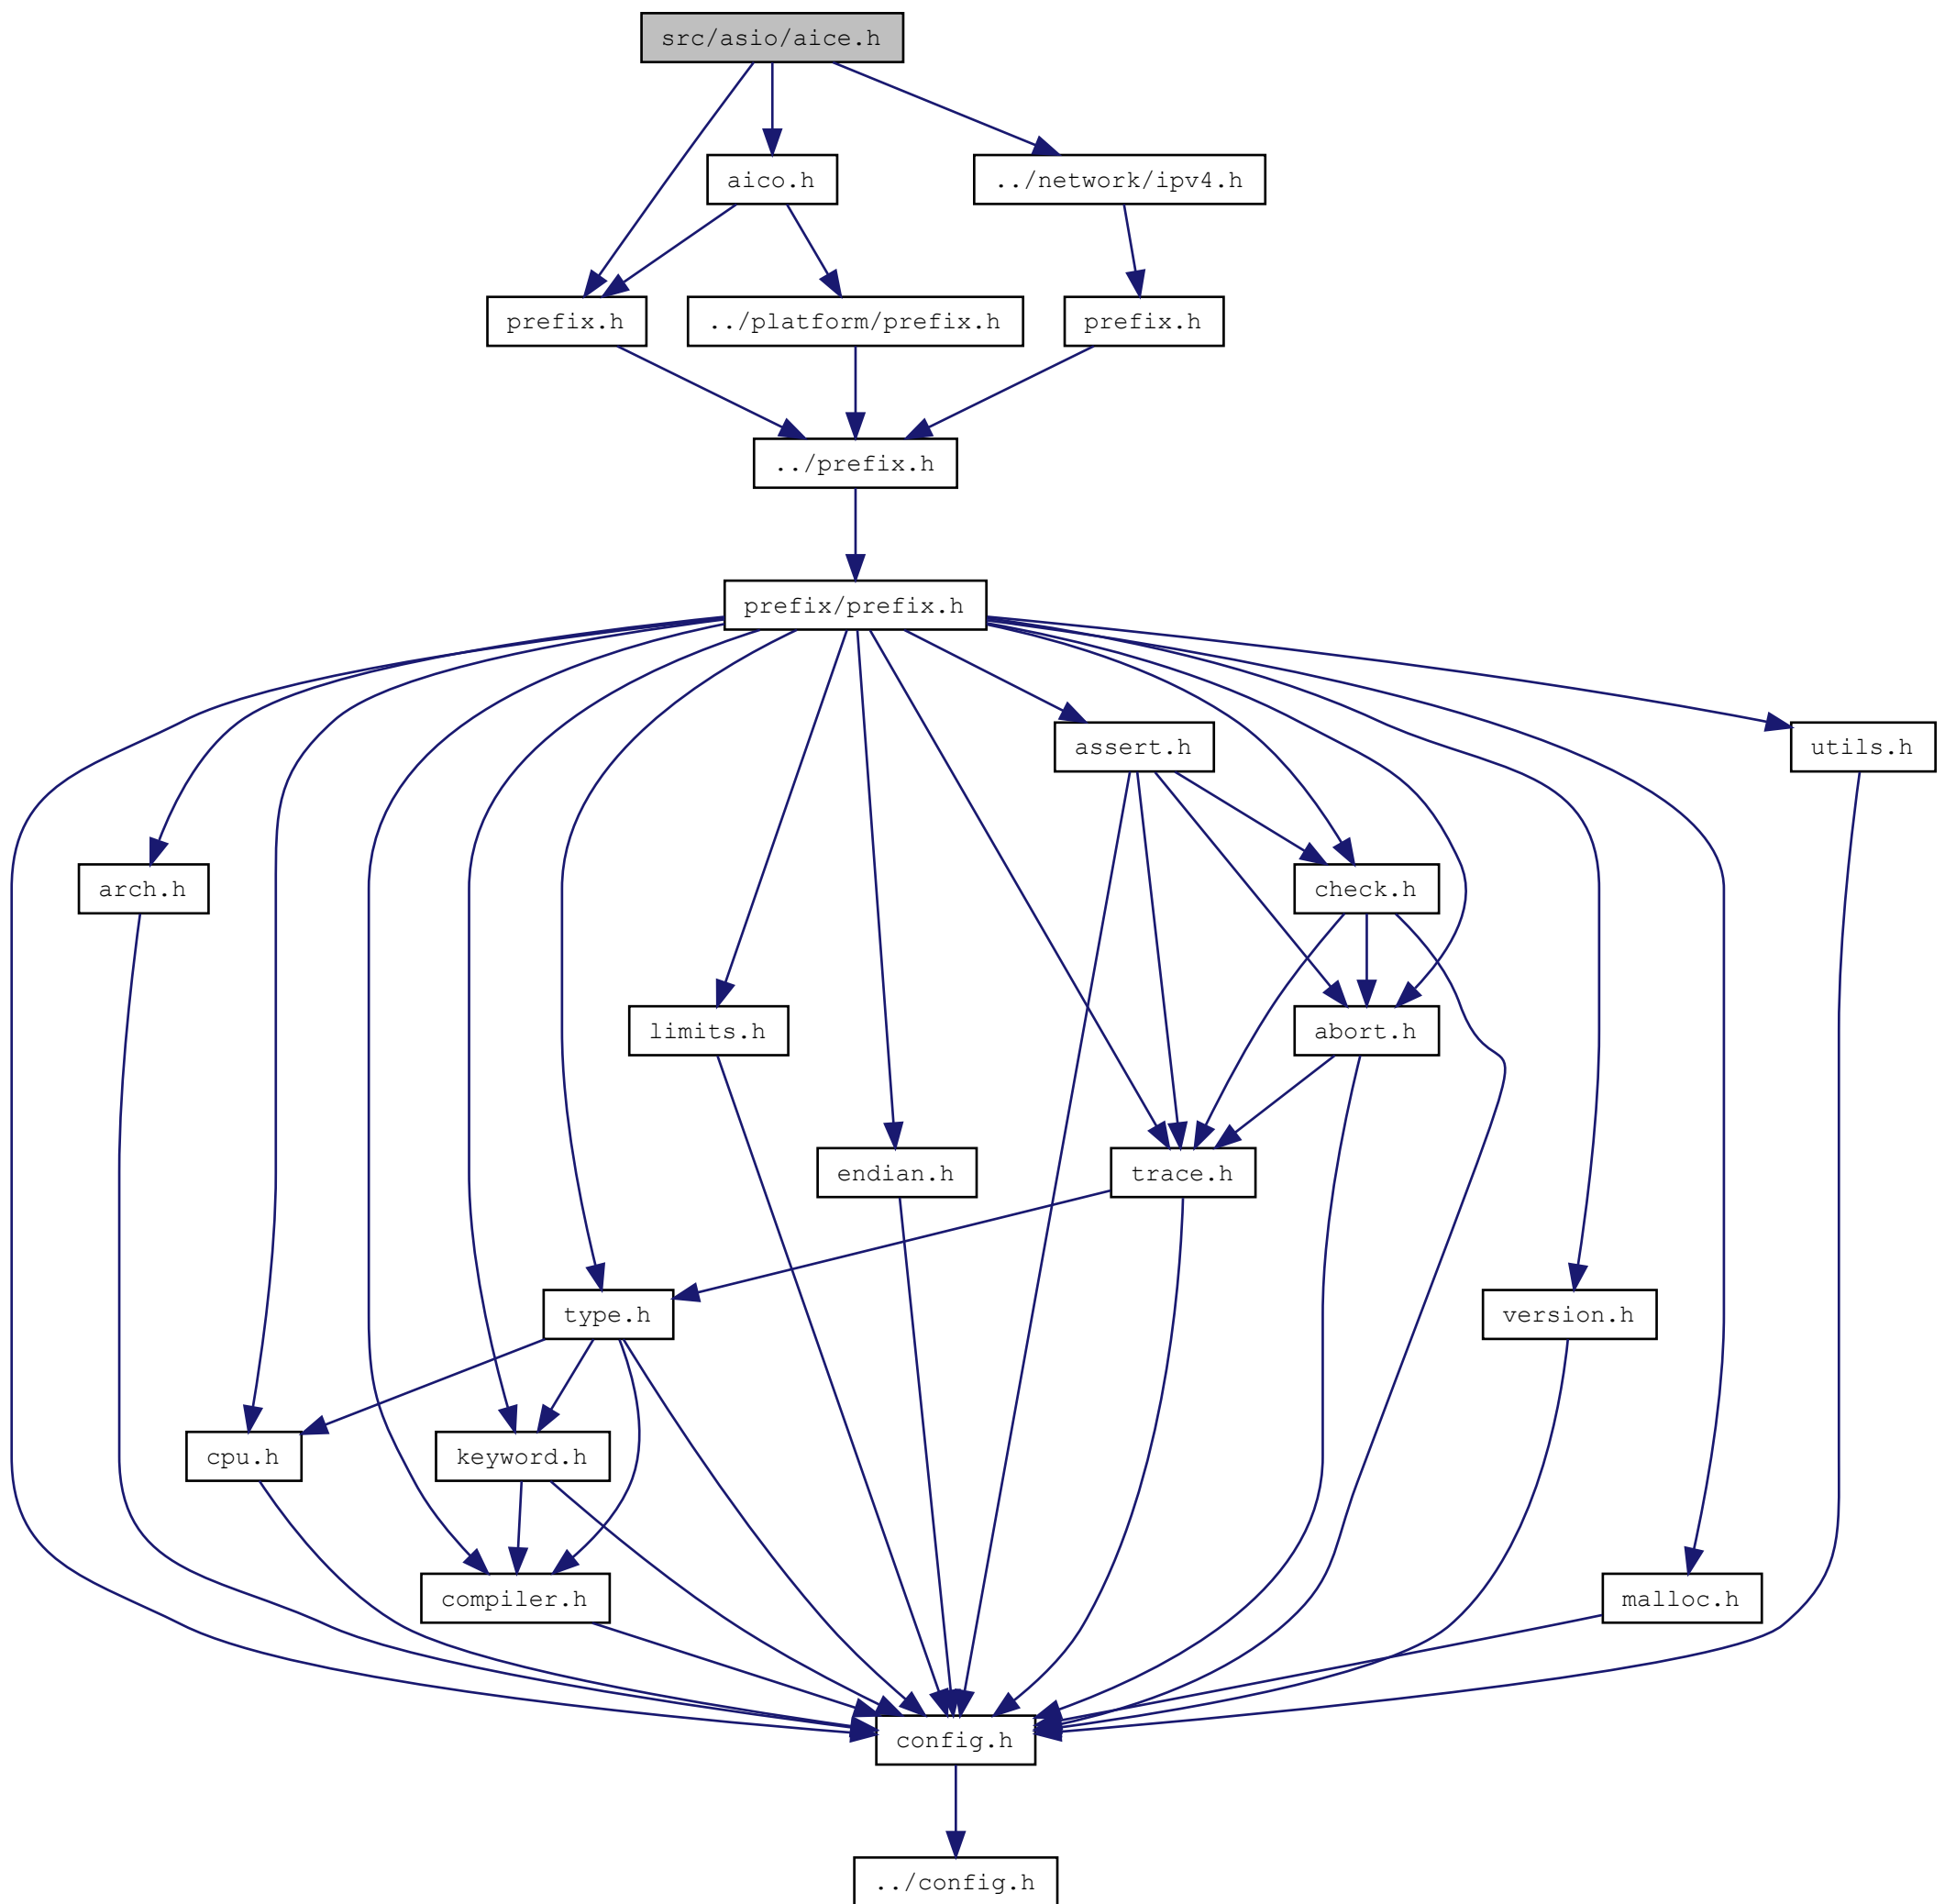 src/asio/aice.h
aico.h
../network/ipv4.h
prefix.h
../platform/prefix.h
prefix.h
../prefix.h
prefix/prefix.h
assert.h
utils.h
arch.h
check.h
limits.h
abort.h
endian.h
trace.h
type.h
version.h
cpu.h
keyword.h
compiler.h
malloc.h
config.h
../config.h